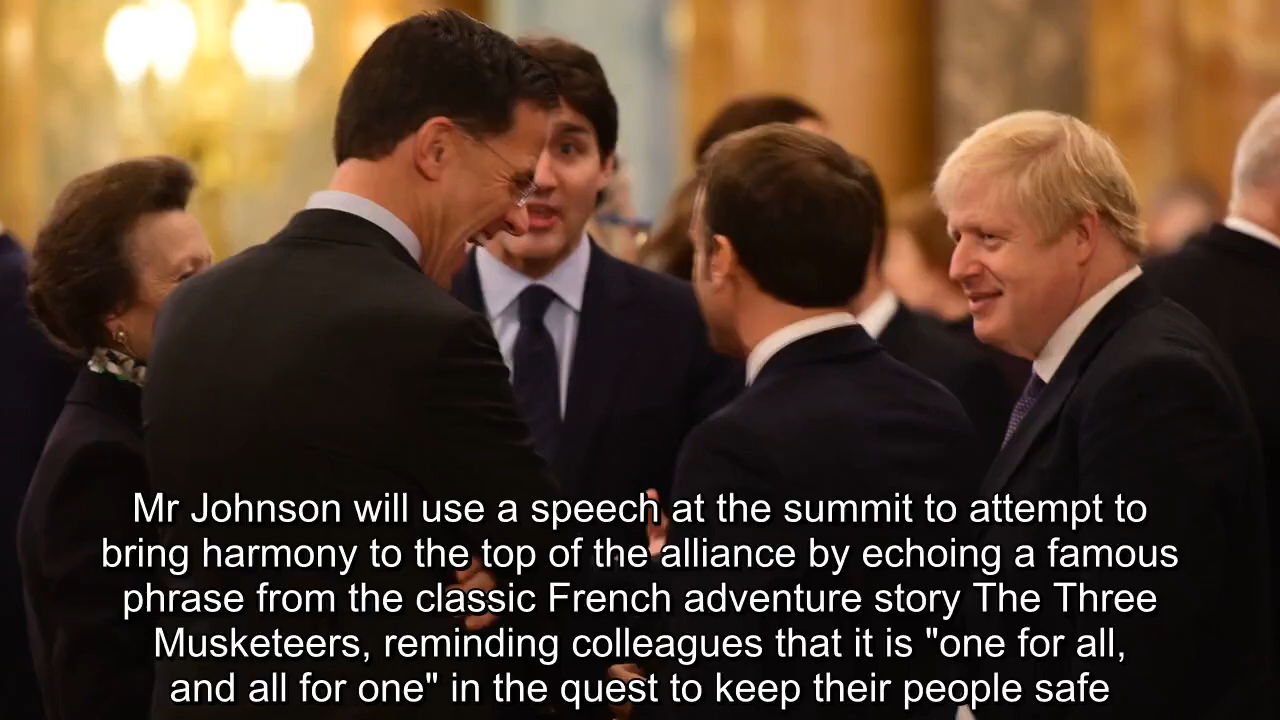 Mr Johnson will use a speech at the summit to attempt to
bring harmony to the top of the alliance by echoing a famous
phrase from the classic French adventure story The Three
Musketeers, reminding colleagues that it is "one for all,
and all for one" in the quest to keep their people safe